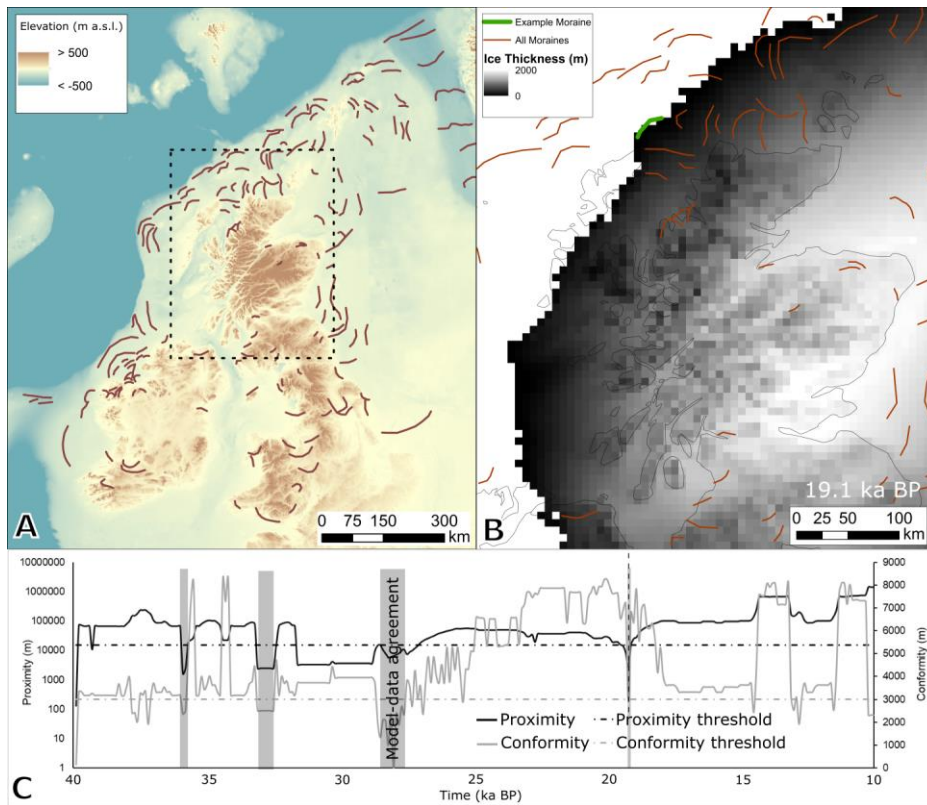 Elevation (m a.s.l.)
> 500
< -500
A
0 75 150 300
km
Example Moraine
All Moraines
Ice Thickness (m)
2000
0
B
19.1 ka BP
0 25 50 100
km
10000000
1000000
100000
10000
1000
100
10
1
Proximity (m)
9000
8000
7000
6000
5000
4000
3000
2000
1000
0
Conformity (m)
Model-data agreement
Proximity
Proximity threshold
Conformity
Conformity threshold
C
40 35 30 25 20 15 10
Time (ka BP)